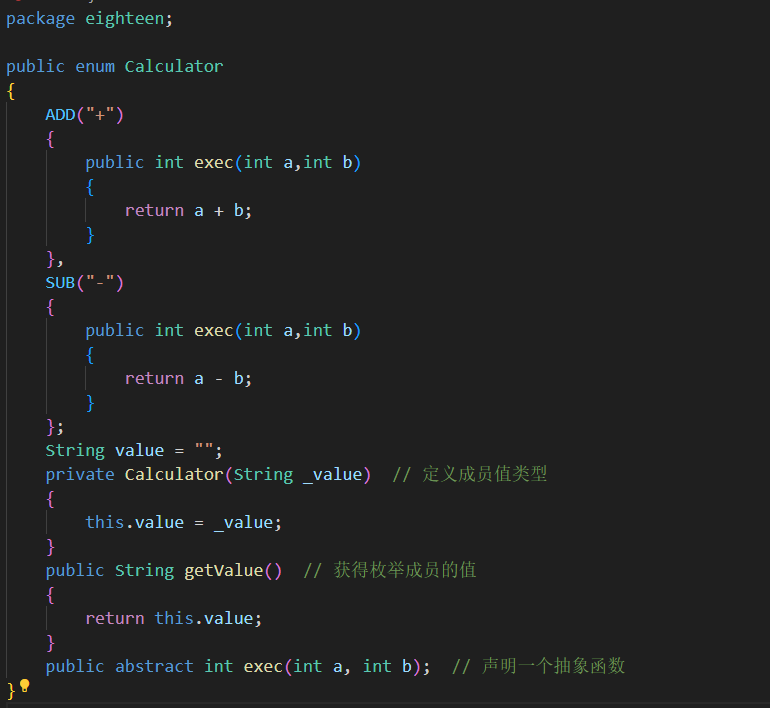 package eighteen;
public enum Calculator
{
ADD("+")
{
public int exec(int a,int b)
{
return a + b;
}
},
SUB("-")
{
public int exec(int a,int b)
{
return a - b;
}
};
String value = "";
private Calculator(String _value)  // 定义成员值类型
{
this.value = _value;
}
public String getValue()  // 获得枚举成员的值
{
return this.value;
}
public abstract int exec(int a, int b);  // 声明一个抽象函数
}